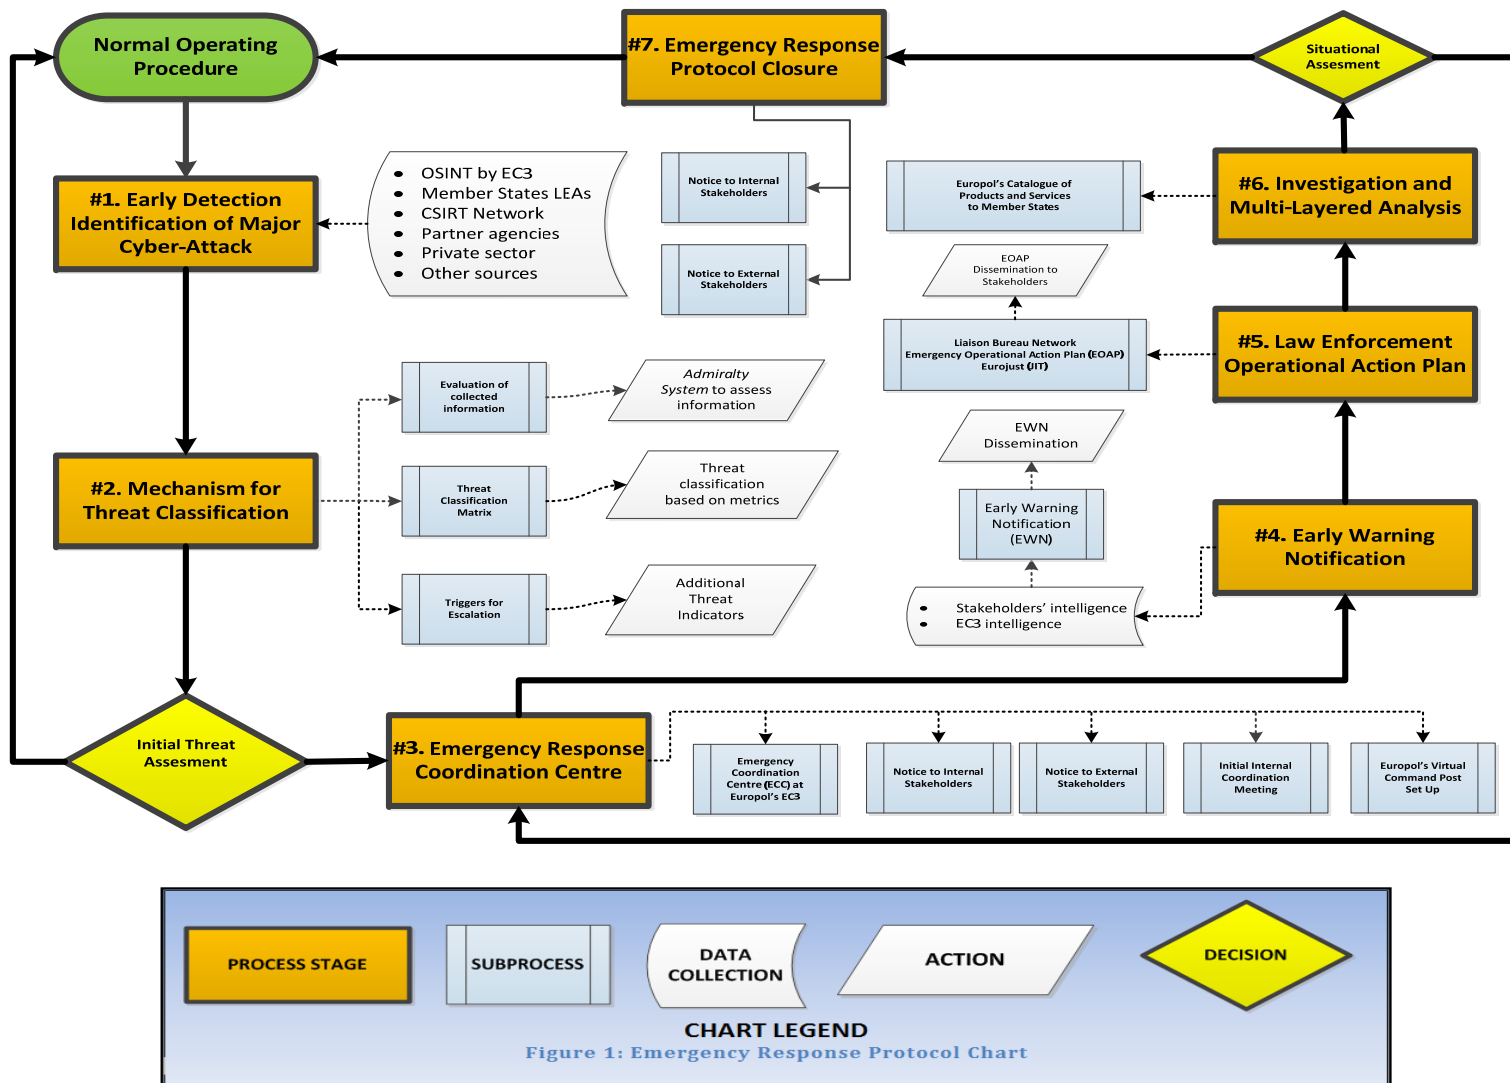 Normal Operating
Procedure
#7. Emergency Response
Protocol Closure
Situational
Assesment
#1. Early Detection
Identification of Major
Cyber-Attack
• OSINT by EC3
• Member States LEAs
• CSIRT Network
• Partner agencies
• Private sector
• Other sources
Notice to Internal
Stakeholders
Notice to External
Stakeholders
Europol's Catalogue of
Products and Services
to Member States
#6. Investigation and
Multi-Layered Analysis
EOAP
Dissemination to
Stakeholders
Liaison Bureau Network
Emergency Operational Action Plan (EOAP)
Eurojust (JIT)
#5. Law Enforcement
Operational Action Plan
Evaluation of
collected
information
Admiralty
System to assess
information
#2. Mechanism for
Threat Classification
Threat
Classification
Matrix
Threat
classification
based on metrics
Triggers for
Escalation
Additional
Threat
Indicators
EWN
Dissemination
Early Warning
Notification
(EWN)
#4. Early Warning
Notification
• Stakeholders' intelligence
• EC3 intelligence
Initial Threat
Assesment
#3. Emergency Response
Coordination Centre
Emergency
Coordination
Centre (ECC) at
Europol's EC3
Notice to Internal
Stakeholders
Notice to External
Stakeholders
Initial Internal
Coordination
Meeting
Europol's Virtual
Command Post
Set Up
PROCESS STAGE
SUBPROCESS
DATA
COLLECTION
ACTION
DECISION
CHART LEGEND
Figure 1: Emergency Response Protocol Chart